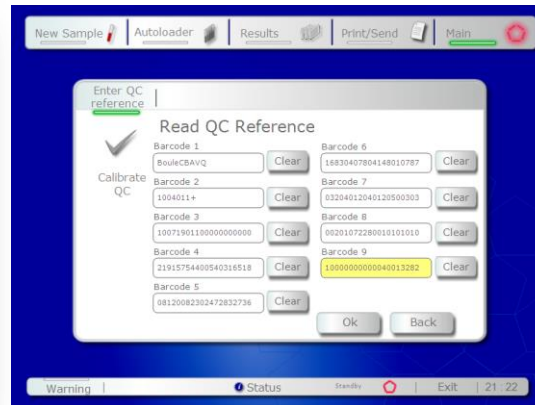 New Sample
Autoloader
Results
Print/Send
Main
Enter QC
reference
Calibrate
QC
Read QC Reference
Barcode 1
BouleCBAVQ
Clear
Barcode 2
1004011+
Clear
Barcode 3
10071901100000000000
Clear
Barcode 4
21915754400540316518
Clear
Barcode 5
08120082302472832736
Clear
Barcode 6
16830407804148010787
Clear
Barcode 7
03204012040120500303
Clear
Barcode 8
00201072280010101010
Clear
Barcode 9
10000000000040013282
Clear
Ok
Back
Warning
Status
Standby
Exit
21:22